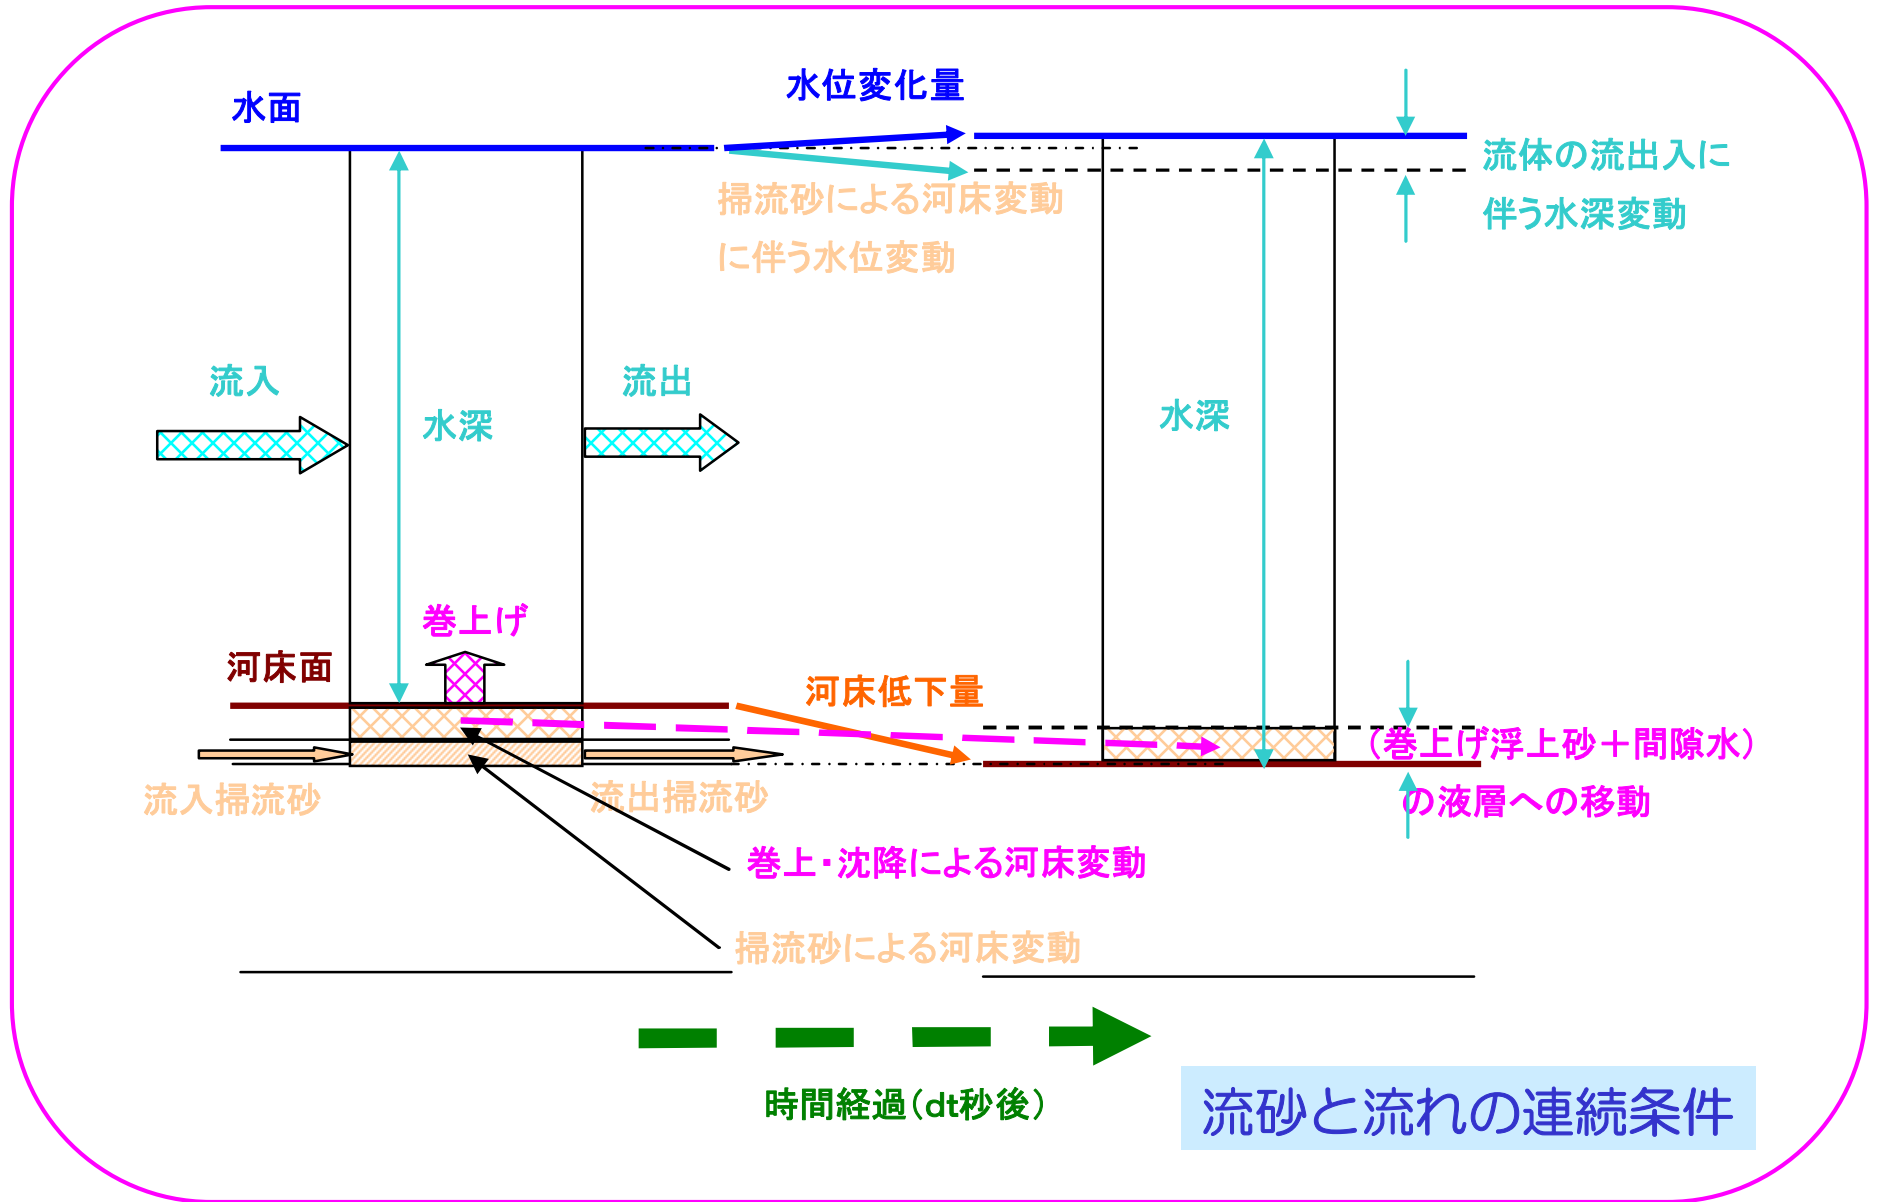 水面
水位変化量
流体の流出入に
伴う水深変動
掃流砂による河床変動
に伴う水位変動
流入
流出
水深
水深
巻上げ
河床面
河床低下量
(巻上げ浮上砂＋間隙水)
の液層への移動
流入掃流砂
流出掃流砂
巻上・沈降による河床変動
掃流砂による河床変動
時間経過(dt秒後)
流砂と流れの連続条件